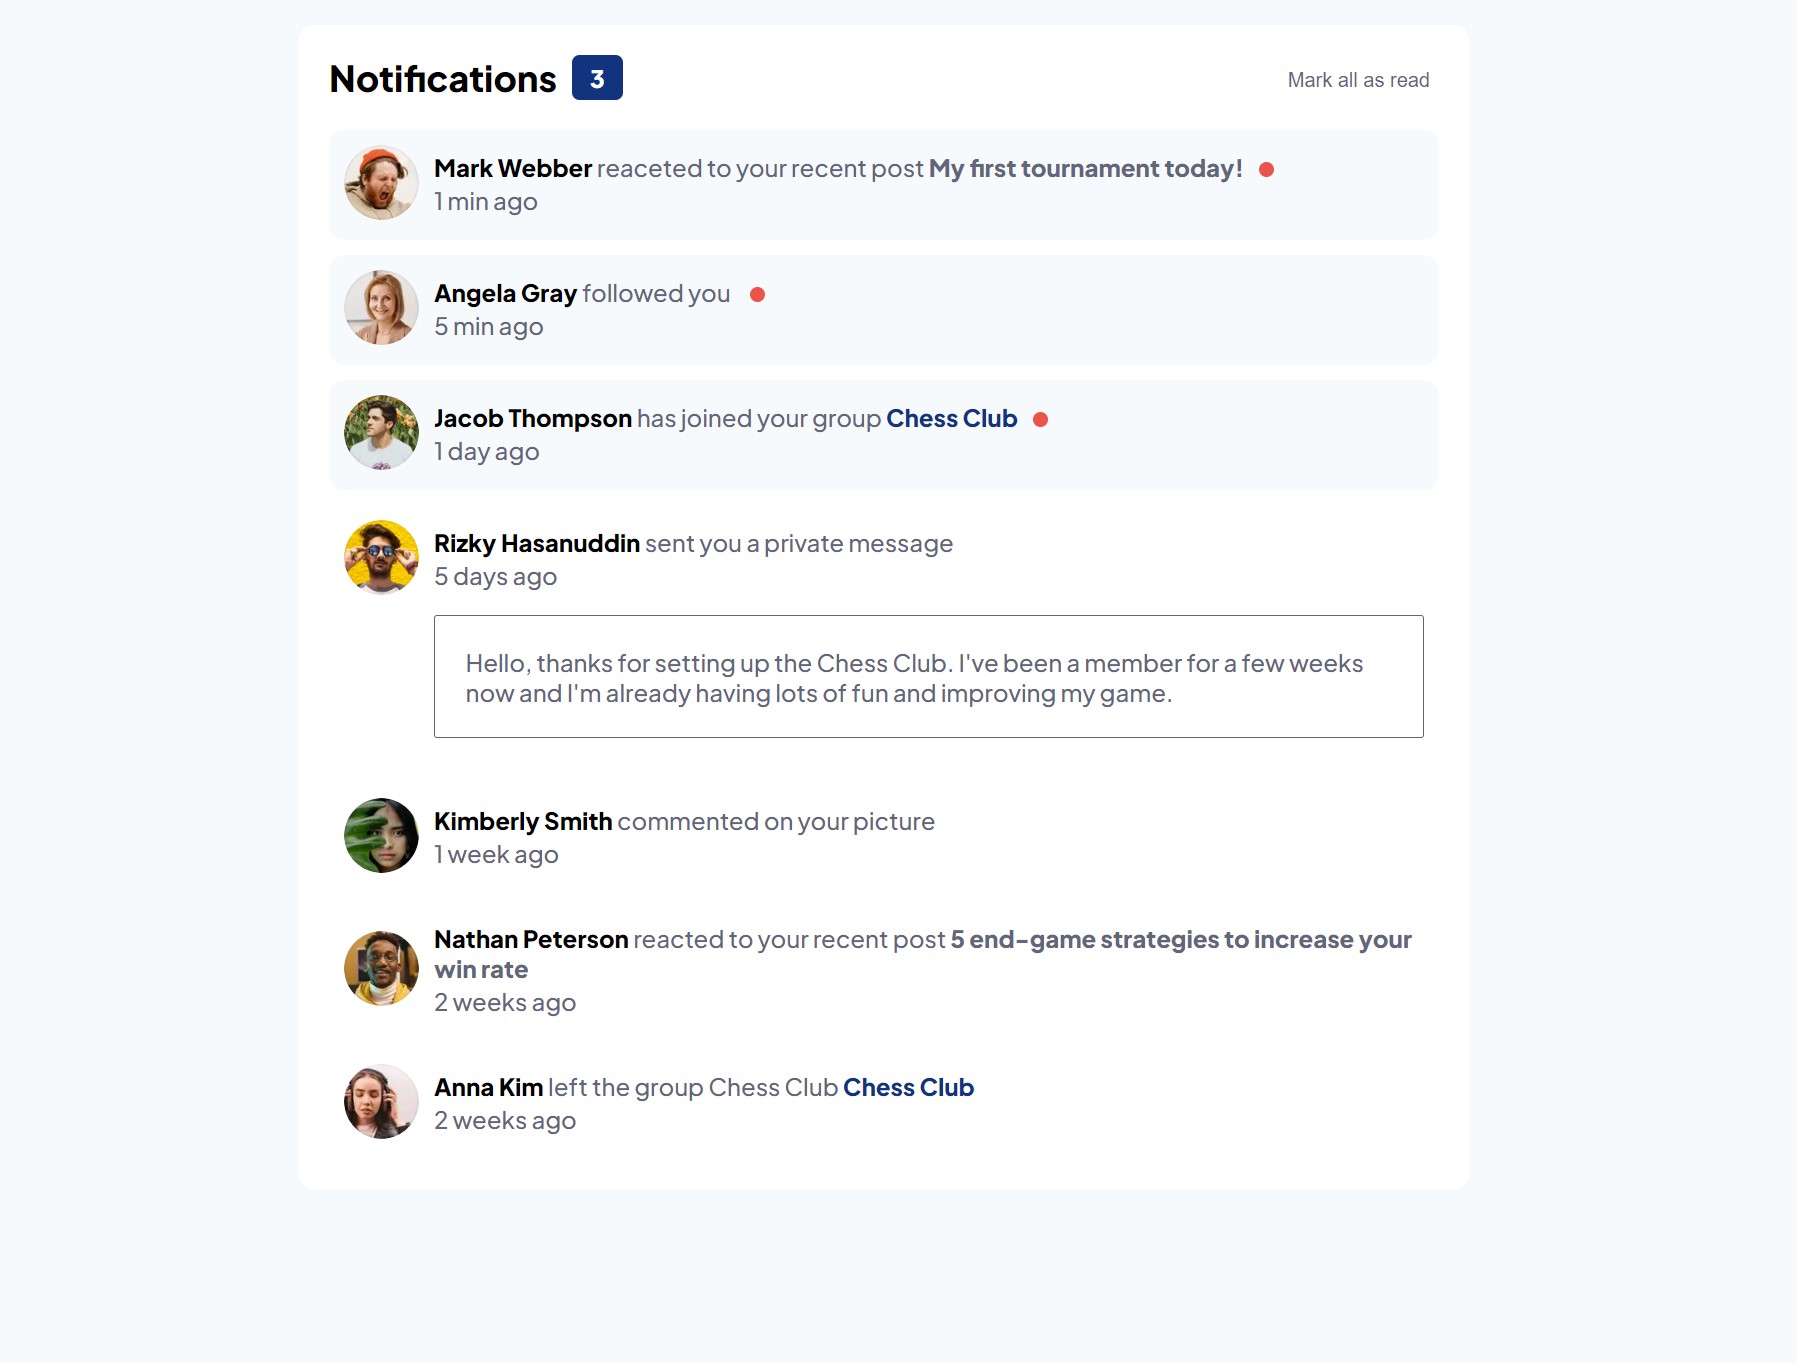 Notifications 3 Mark all as read
Mark Webber reaceted to your recent post My first tournament today!
1 min ago
Angela Gray followed you
5 min ago
Jacob Thompson has joined your group Chess Club
1 day ago
Rizky Hasanuddin sent you a private message
5 days ago
Hello, thanks for setting up the Chess Club. I've been a member for a few weeks
now and I'm already having lots of fun and improving my game.
Kimberly Smith commented on your picture
1 week ago
Nathan Peterson reacted to your recent post 5 end-game strategies to increase your
win rate
2 weeks ago
Anna Kim left the group Chess Club Chess Club
2 weeks ago